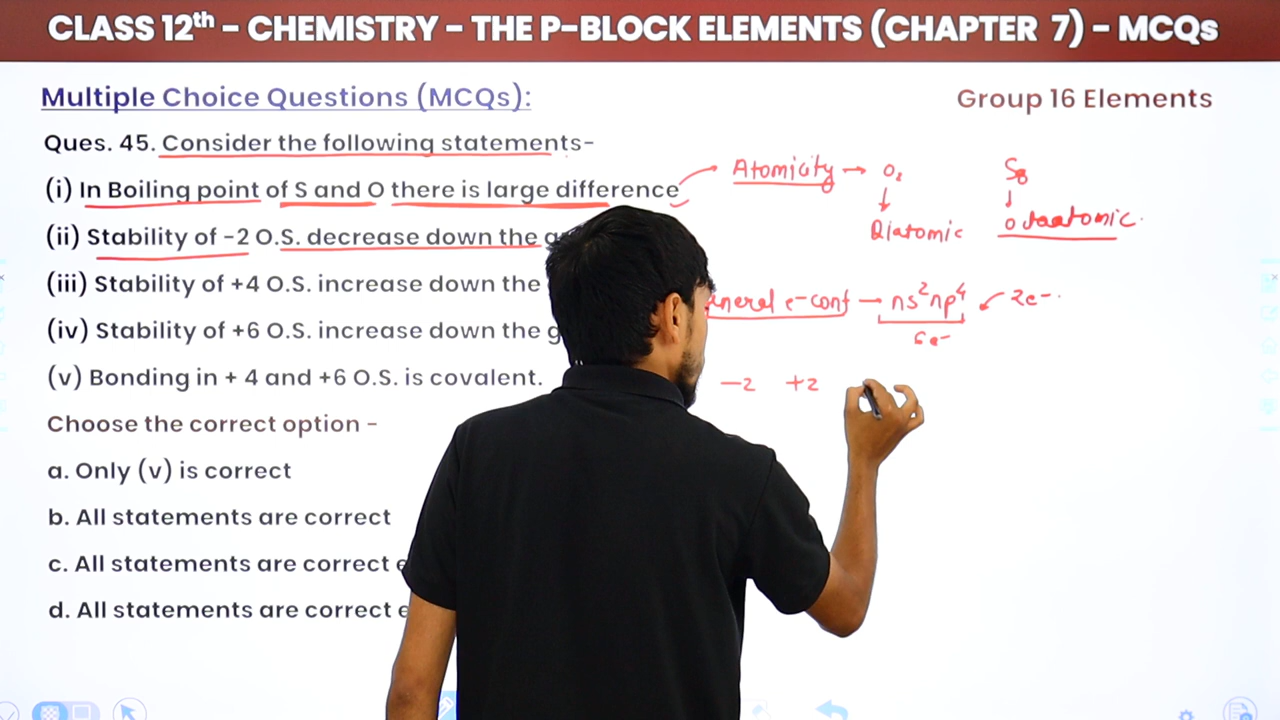 CLASS 12th – CHEMISTRY – THE P-BLOCK ELEMENTS (CHAPTER 7) – MCQs
Multiple Choice Questions (MCQs):
Group 16 Elements
Ques. 45. Consider the following statements-
(i) In Boiling point of S and O there is large difference
Atomicity → O2 S8
(ii) Stability of -2 O.S. decrease down the
Diatomic Octaatomic.
(iii) Stability of +4 O.S. increase down the
e-conf → ns2np4 ← 2e-
6e-
(iv) Stability of +6 O.S. increase down the
(v) Bonding in + 4 and +6 O.S. is covalent.
-2 +2
Choose the correct option -
a. Only (v) is correct
b. All statements are correct
c. All statements are correct
d. All statements are correct